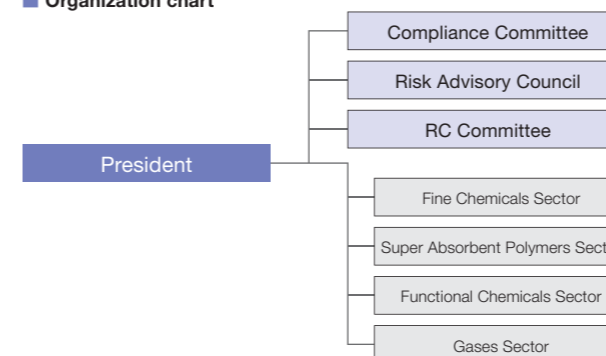 Organization chart
Compliance Committee
Risk Advisory Council
RC Committee
President
Fine Chemicals Sector
Super Absorbent Polymers Sect
Functional Chemicals Sector
Gases Sector